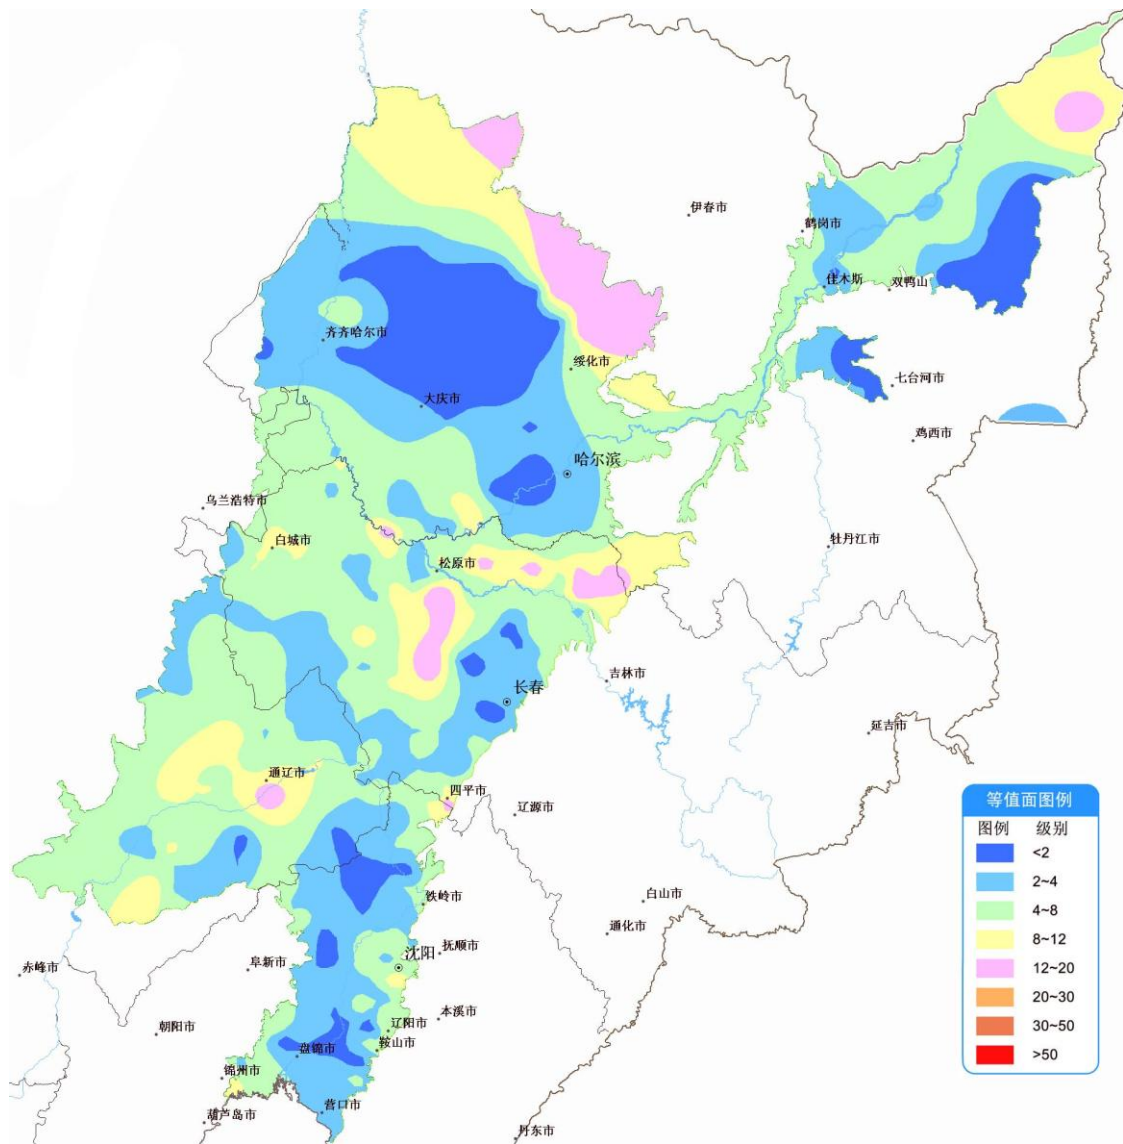 伊春市
鹤岗市
佳木斯
双鸭山
齐齐哈尔市
绥化市
七台河市
大庆市
鸡西市
哈尔滨
乌兰浩特市
白城市
牡丹江市
松原市
吉林市
长春
延吉市
通辽市
四平市
辽源市
等值面图例
图例 级别
<2
2~4
4~8
8~12
12~20
20~30
30~50
>50
铁岭市
白山市
通化市
抚顺市
沈阳
阜新市
赤峰市
本溪市
辽阳市
朝阳市
鞍山市
盘锦市
锦州市
营口市
葫芦岛市
丹东市